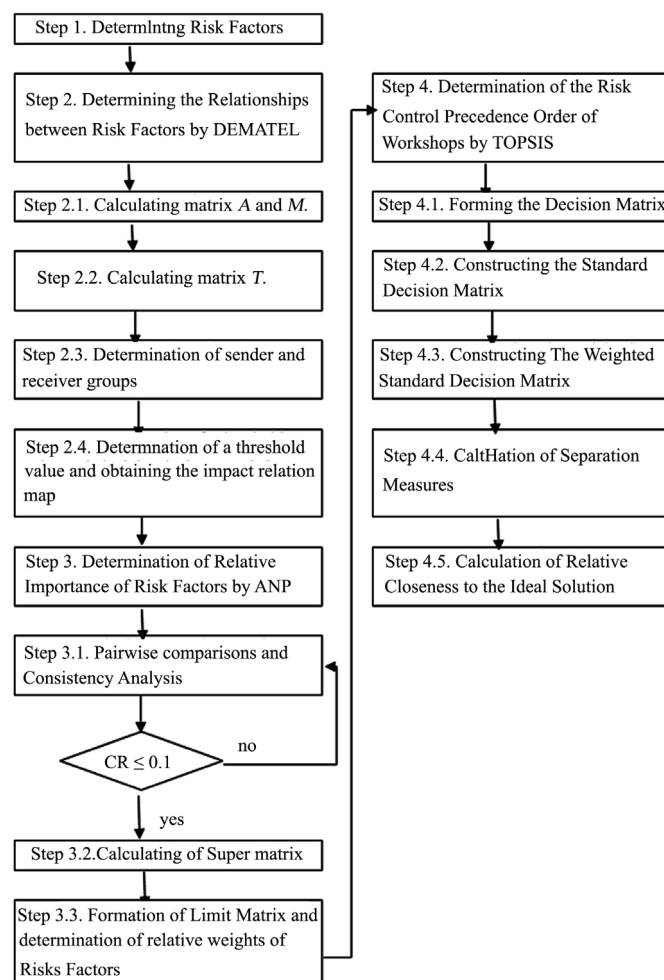 Step 1. Determlntng Risk Factors
Step 2. Determining the Relationships
between Risk Factors by DEMATEL
Step 2.1. Calculating matrix A and M.
Step 2.2. Calculating matrix T.
Step 2.3. Determination of sender and
receiver groups
Step 2.4. Determnation of a threshold
value and obtaining the impact relation
map
Step 3. Determination of Relative
Importance of Risk Factors by ANP
Step 3.1. Pairwise comparisons and
Consistency Analysis
CR ≤ 0.1
no
yes
Step 3.2.Calculating of Super matrix
Step 3.3. Formation of Limit Matrix and
determination of relative weights of
Risks Factors
Step 4. Determination of the Risk
Control Precedence Order of
Workshops by TOPSIS
Step 4.1. Forming the Decision Matrix
Step 4.2. Constructing the Standard
Decision Matrix
Step 4.3. Constructing The Weighted
Standard Decision Matrix
Step 4.4. CaltHation of Separation
Measures
Step 4.5. Calculation of Relative
Closeness to the Ideal Solution